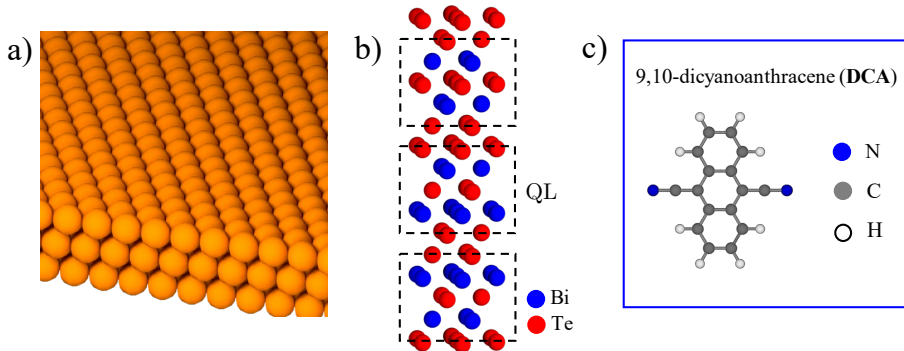 a)
b)
QL
Bi
Te
c)
9,10-dicyanoanthracene (DCA)
N
C
H